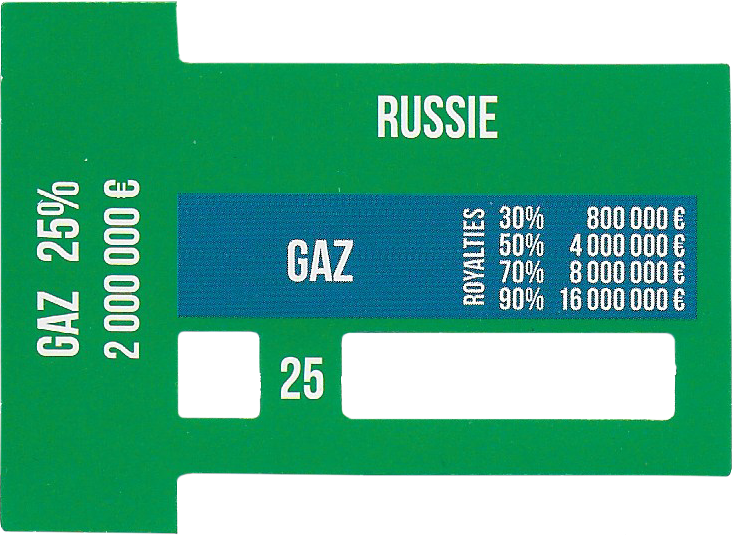 RUSSIE
GAZ 25%
2 000 000 €
GAZ
ROYALTIES
30% 800 000 €
50% 4 000 000 €
70% 8 000 000 €
90% 16 000 000 €
25